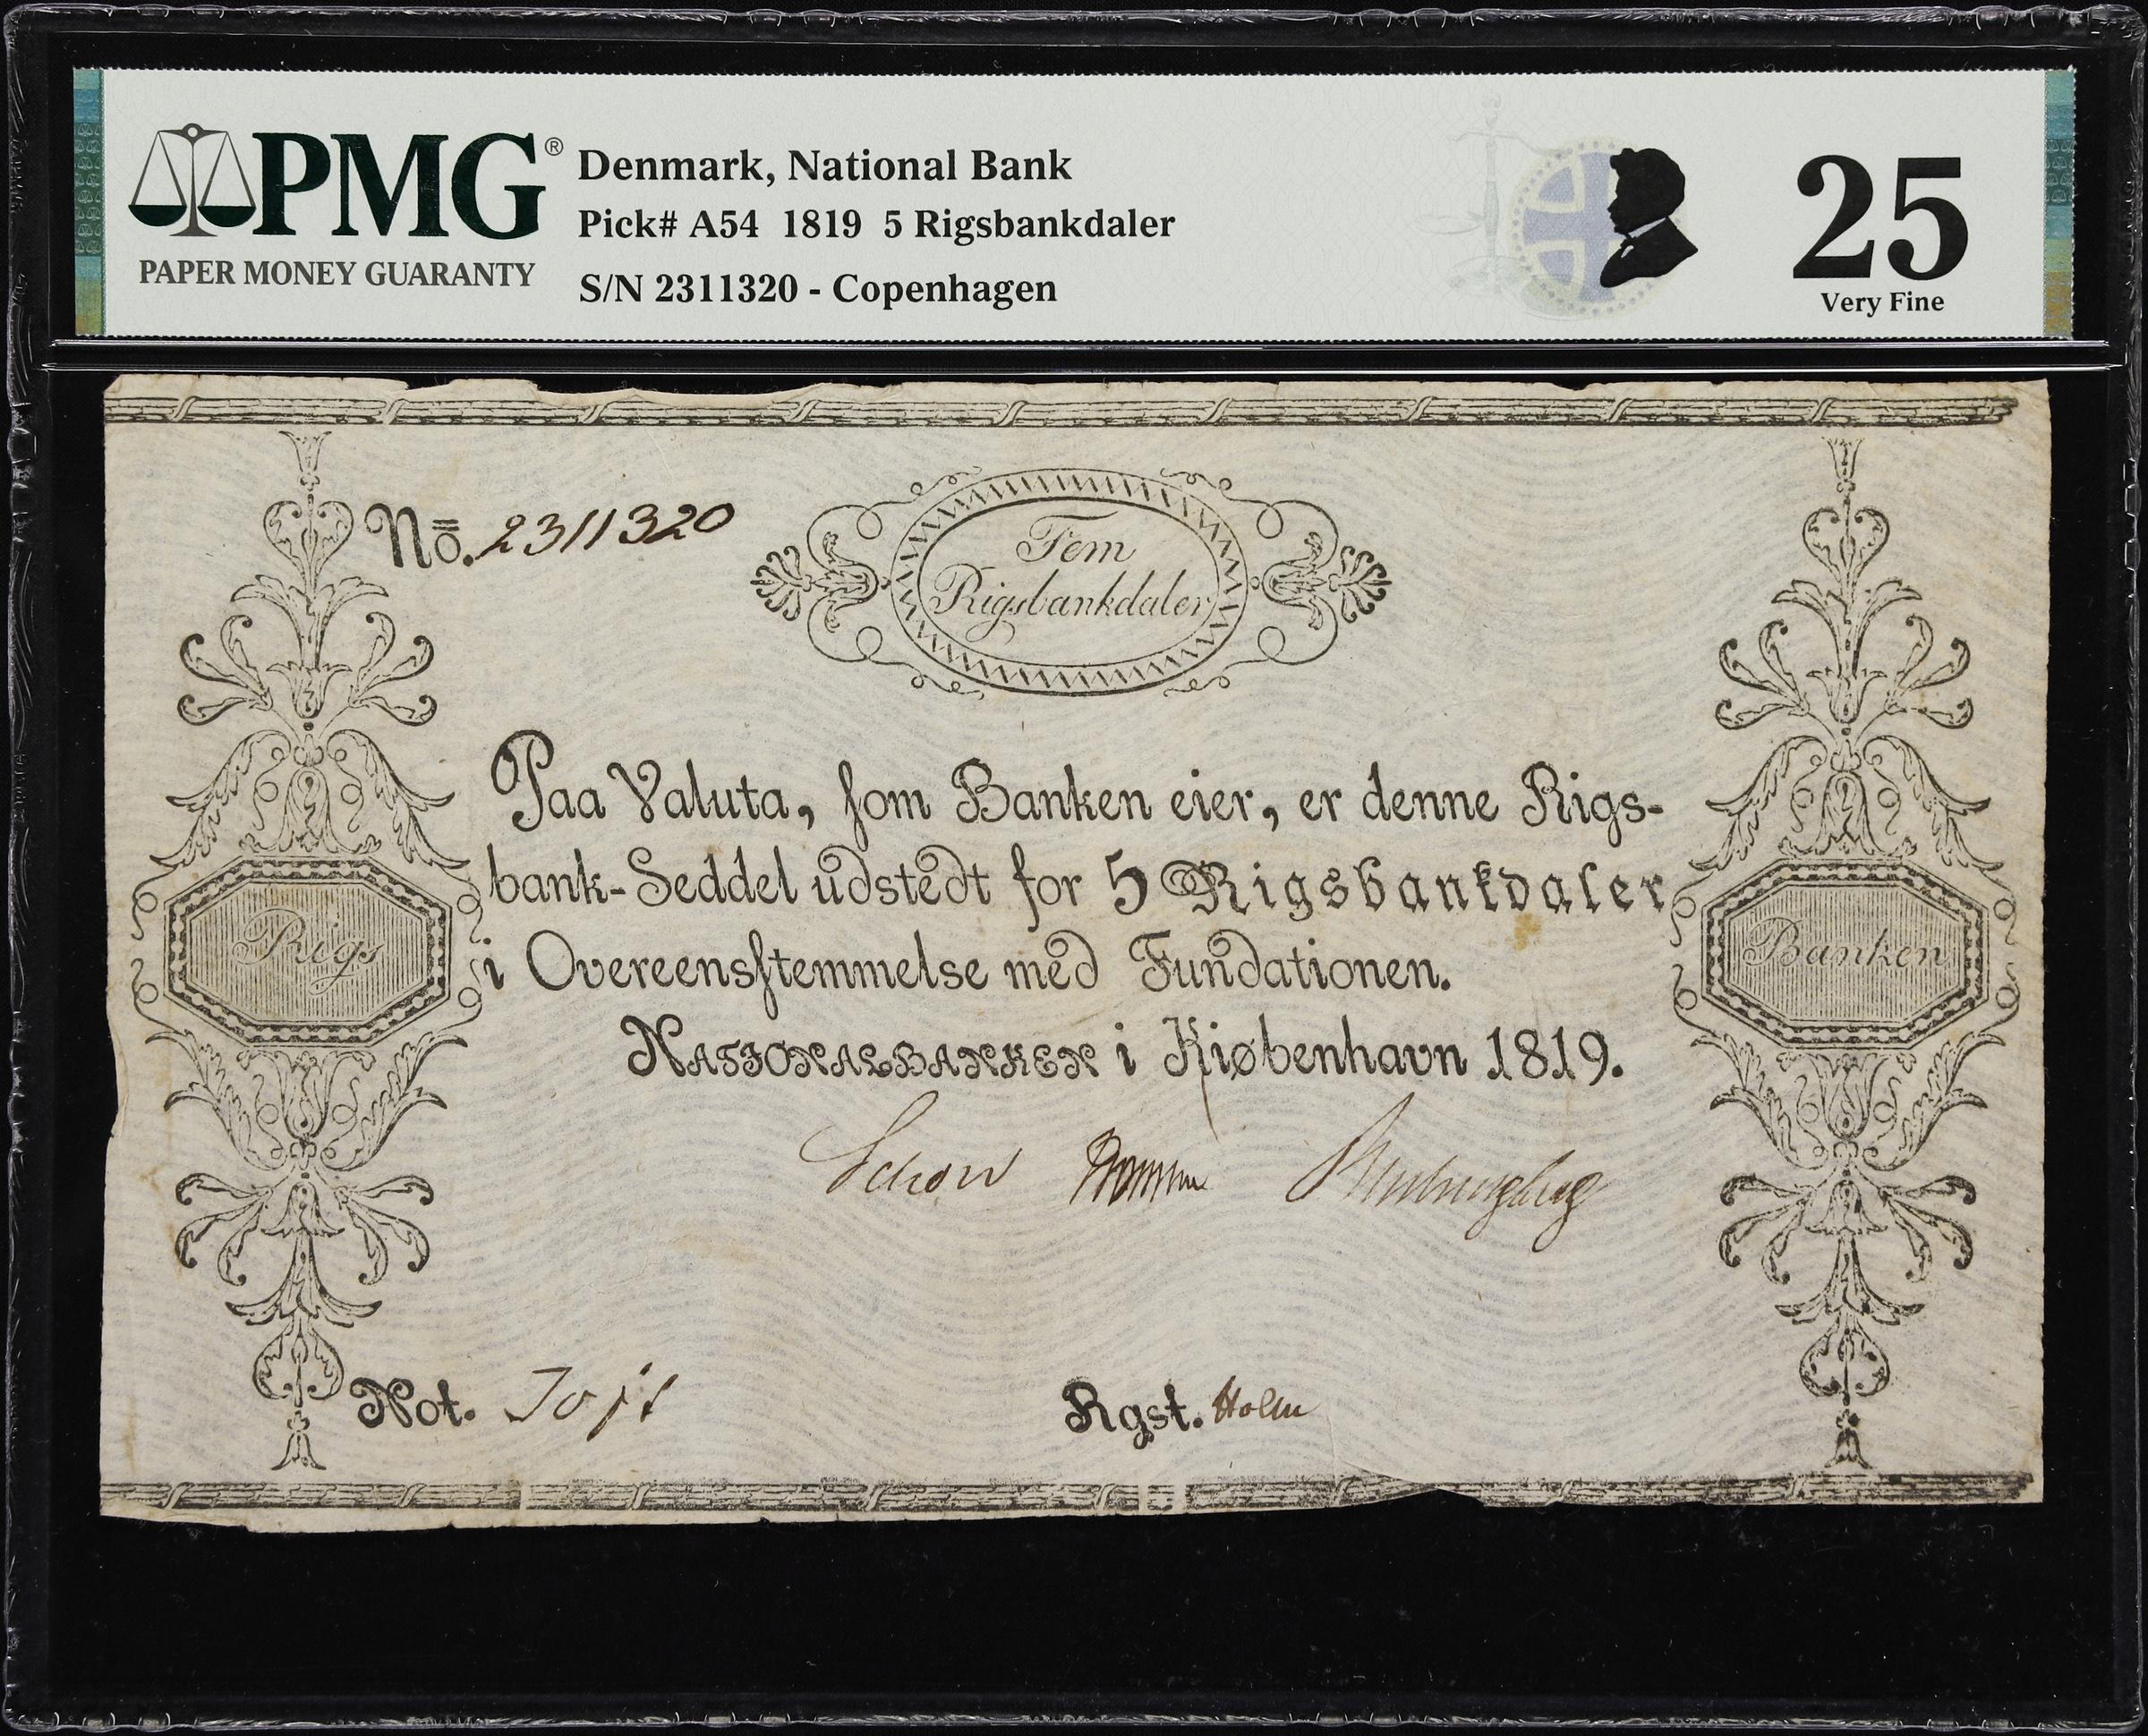 PMG®
PAPER MONEY GUARANTY
Denmark, National Bank
Pick# A54 1819 5 Rigsbankdaler
S/N 2311320 - Copenhagen
25
Very Fine
No. 2311320
Fem
Rigsbankdaler
Paa Valuta, som Banken eier, er denne Rigs-
bank-Seddel udstedt for 5 Rigsbankdaler
i Overeensstemmelse med Fundationen.
NATIONALBANKEN i Kiøbenhavn 1819.
Rigs
Banken
Schow
Not. Toft
Rgst. Holm